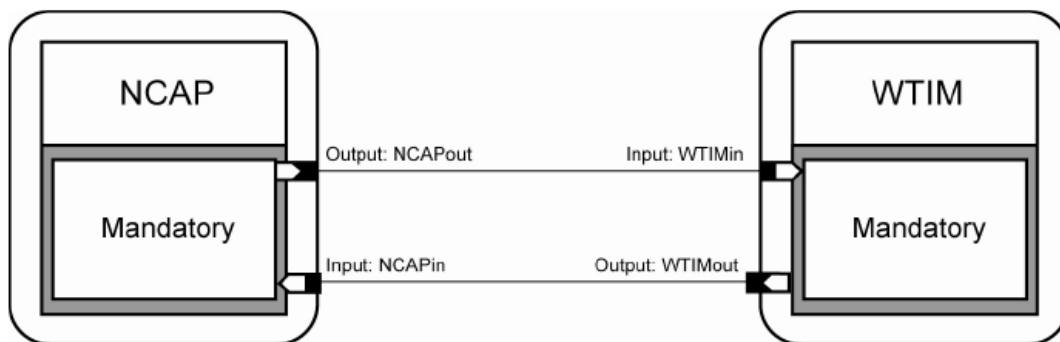 NCAP
WTIM
Output: NCAPout
Input: WTIMin
Mandatory
Mandatory
Input: NCAPin
Output: WTIMout